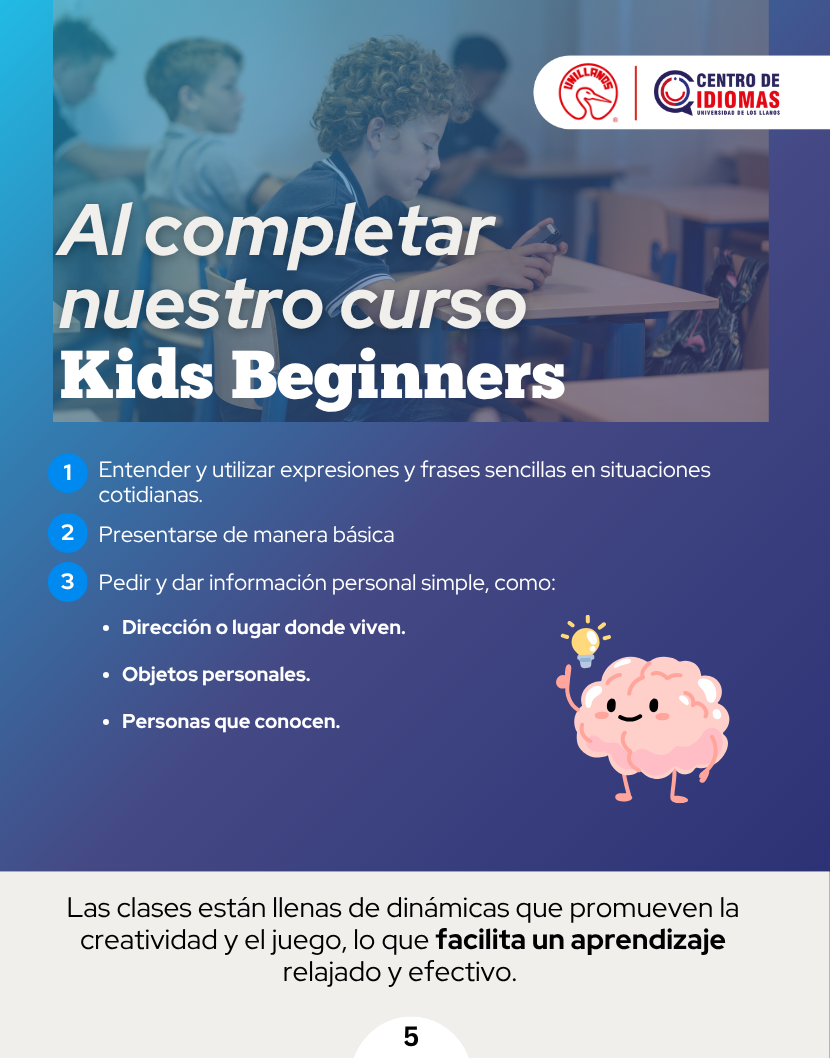 UNILLANOS
®
CENTRO DE
IDIOMAS
UNIVERSIDAD DE LOS LLANOS
Al completar
nuestro curso
Kids Beginners
1 Entender y utilizar expresiones y frases sencillas en situaciones
cotidianas.
2 Presentarse de manera básica
3 Pedir y dar información personal simple, como:
• Dirección o lugar donde viven.
• Objetos personales.
• Personas que conocen.
Las clases están llenas de dinámicas que promueven la
creatividad y el juego, lo que facilita un aprendizaje
relajado y efectivo.
5